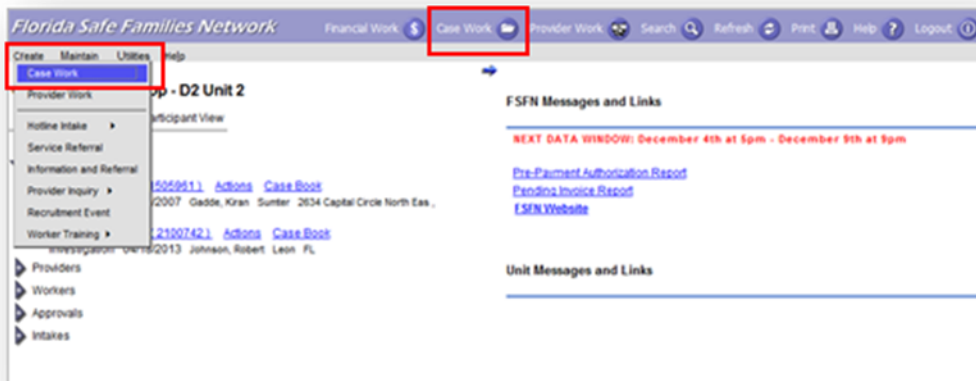 Florida Safe Families Network Financial Work $ Case Work Provider Work Search Refresh Print Help ? Logout
Create Maintain Utilities Help
Case Work
Provider Work
Hotline Intake
Service Referral
Information and Referral
Provider Inquiry
Recruitment Event
Worker Training
- D2 Unit 2
articipant View
1505961 ) Actions Case Book
/2007 Gadde, Kiran Sumter 2634 Capital Circle North Eas.,
( 2100742 ) Actions Case Book
Johnson, Robert Leon FL
Providers
Workers
Approvals
Intakes
FSFN Messages and Links
NEXT DATA WINDOW: December 4th at 5pm - December 9th at 9pm
Pre-Payment Authorization Report
Pending Invoice Report
FSFN Website
Unit Messages and Links